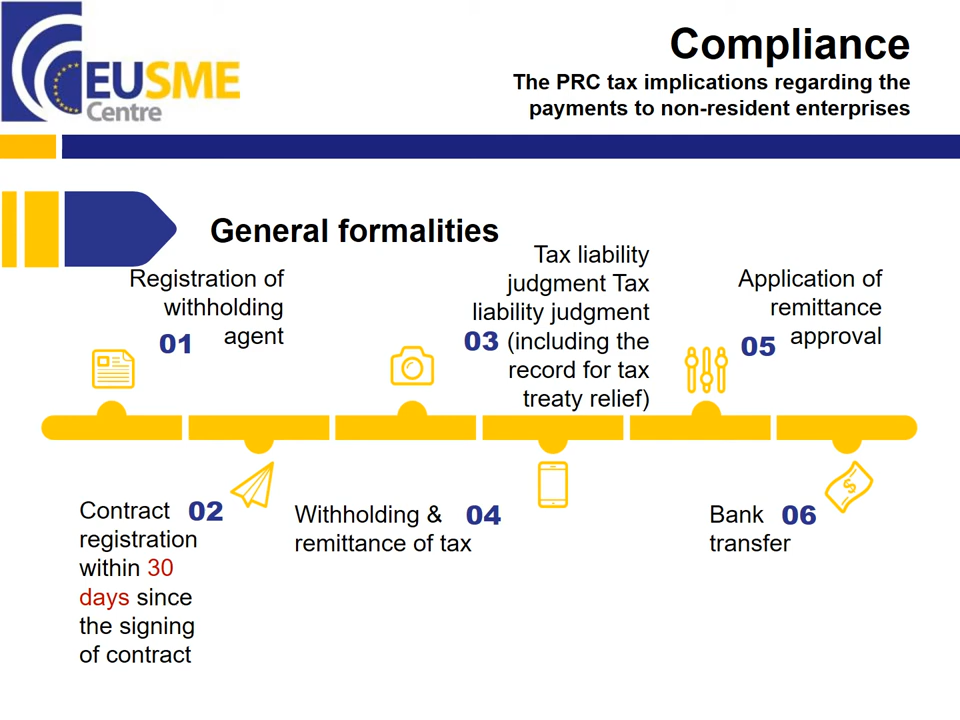 EUSME
Centre
Compliance
The PRC tax implications regarding the
payments to non-resident enterprises
General formalities
Registration of
withholding
agent
01
Contract
registration
within 30
days since
the signing
of contract
02
Tax liability
judgment Tax
liability judgment
(including the
record for tax
treaty relief)
03
Withholding &
remittance of tax
04
Application of
remittance
approval
05
Bank
transfer
06
$